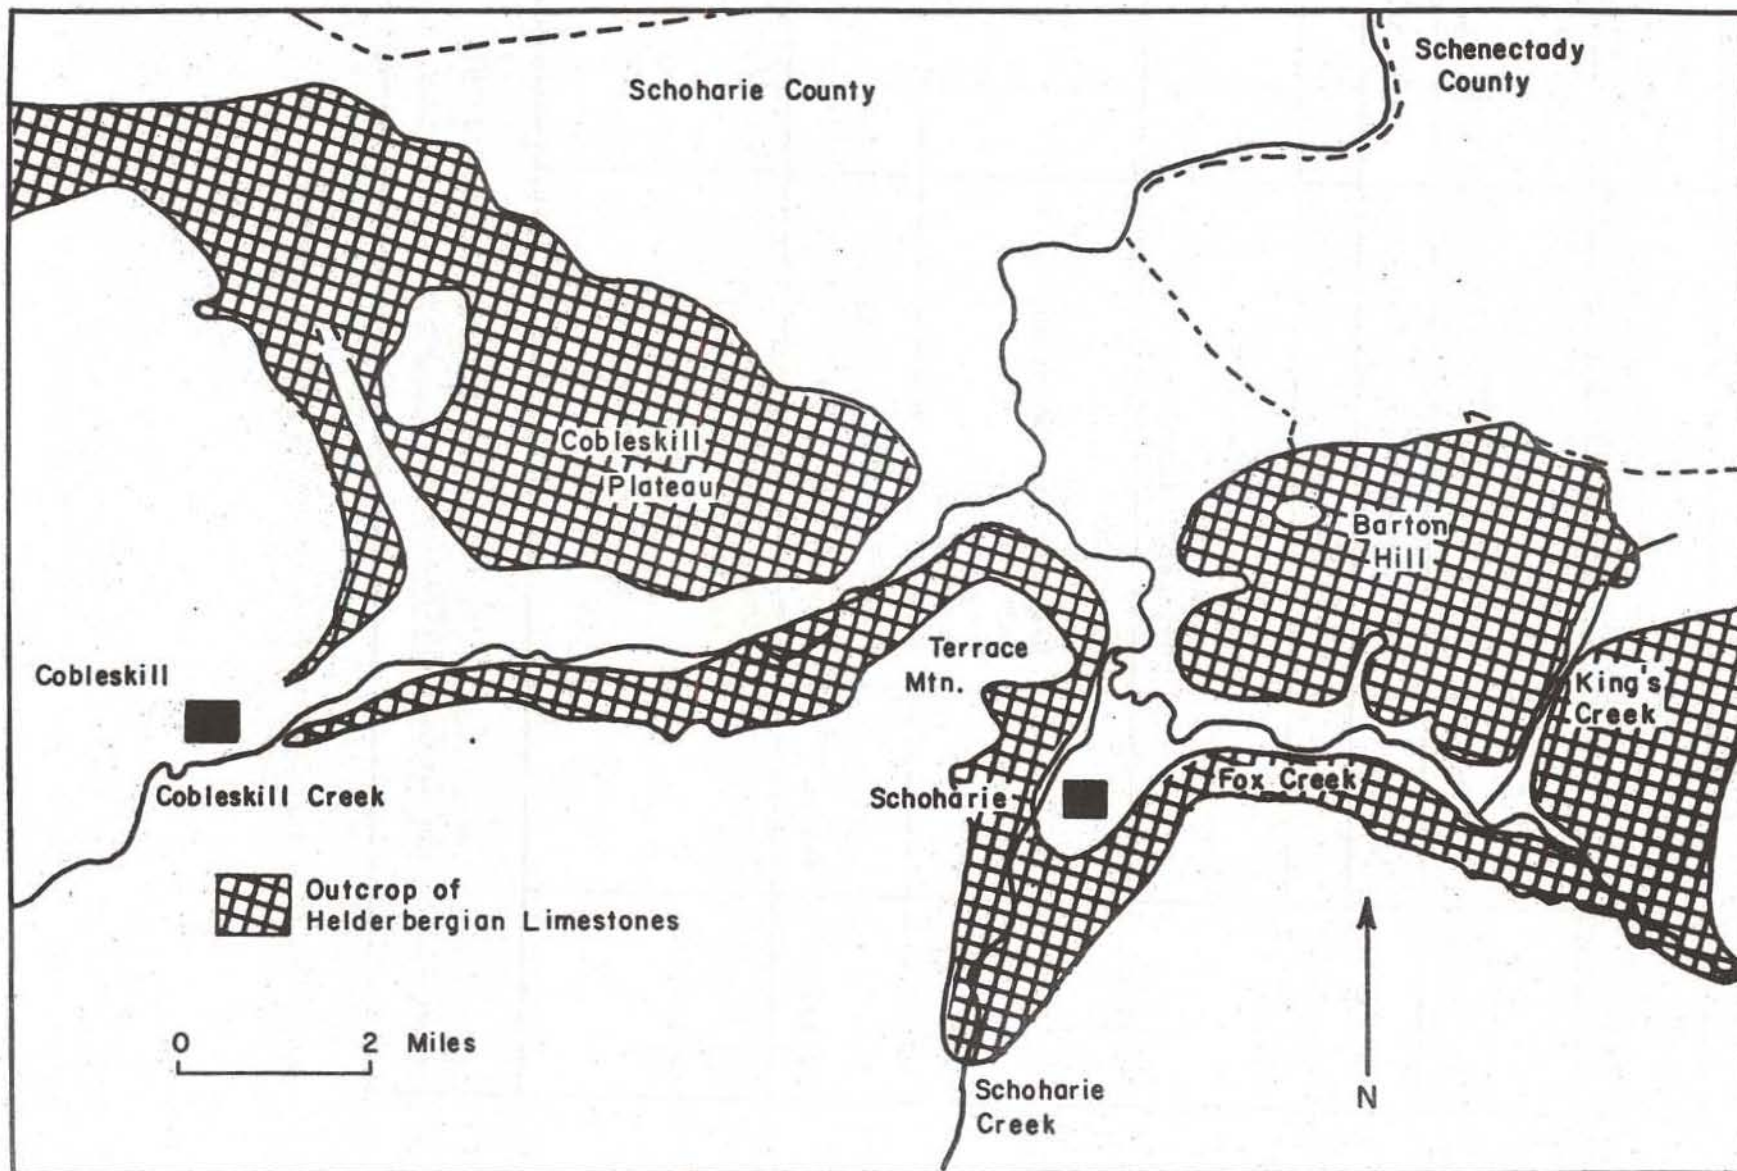 Schoharie County
Schenectady
County
Cobleskill
Plateau
Barton
Hill
Terrace
Mtn.
King's
Creek
Cobleskill
Cobleskill Creek
Schoharie
Fox Creek
Outcrop of
Helderbergian Limestones
0 2 Miles
N
Schoharie
Creek